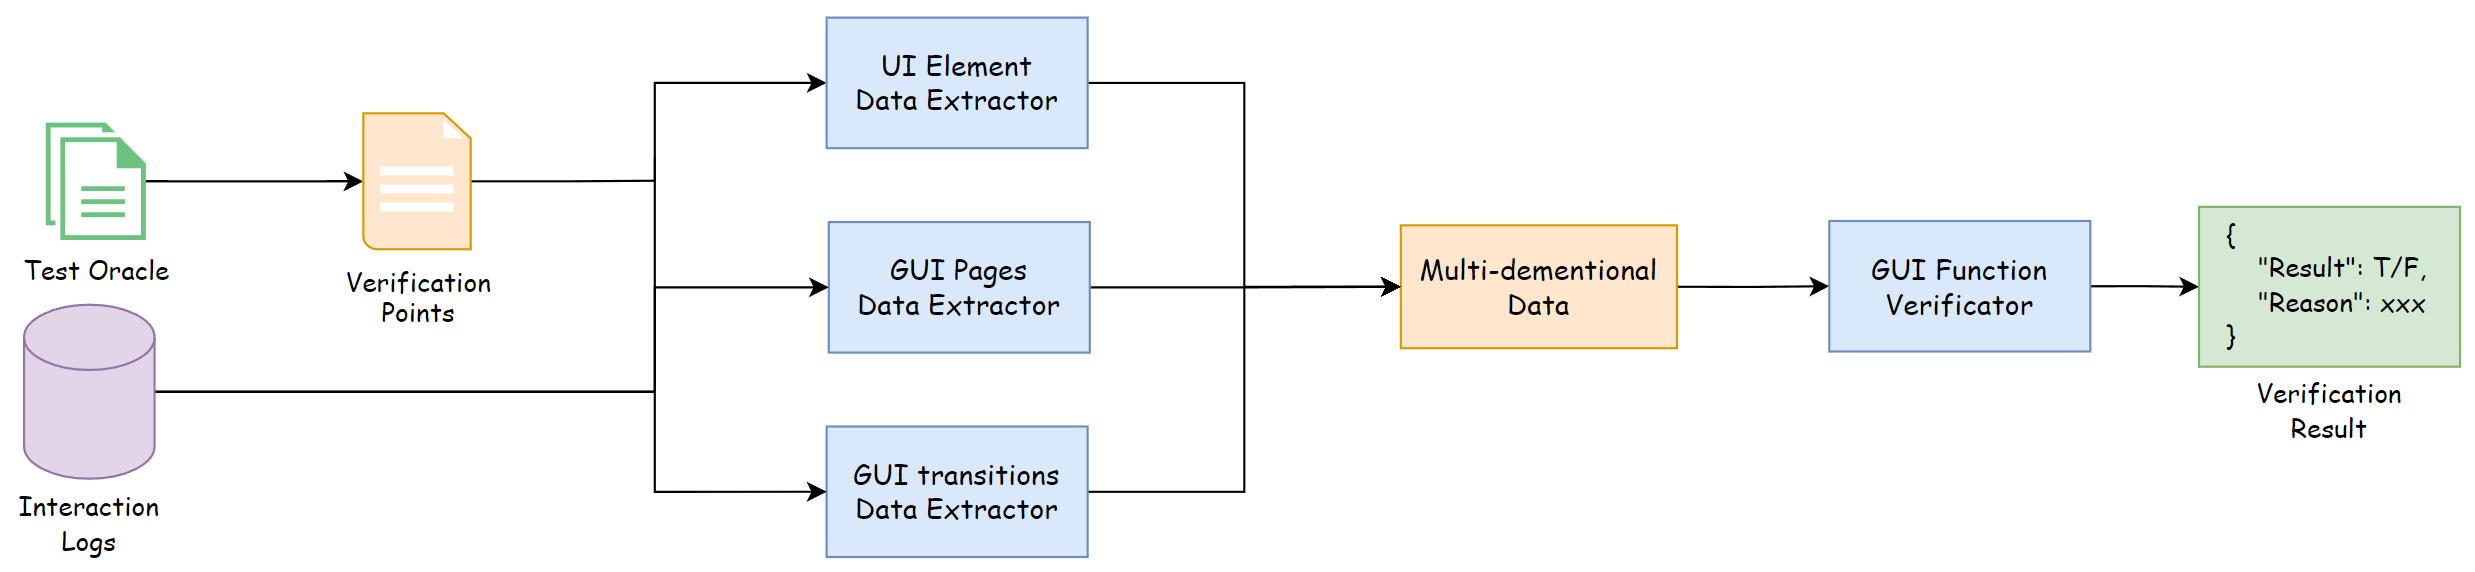 Test Oracle
Interaction
Logs
Verification
Points
UI Element
Data Extractor
GUI Pages
Data Extractor
GUI transitions
Data Extractor
Multi-dementional
Data
GUI Function
Verificator
{
"Result": T/F,
"Reason": xxx
}
Verification
Result